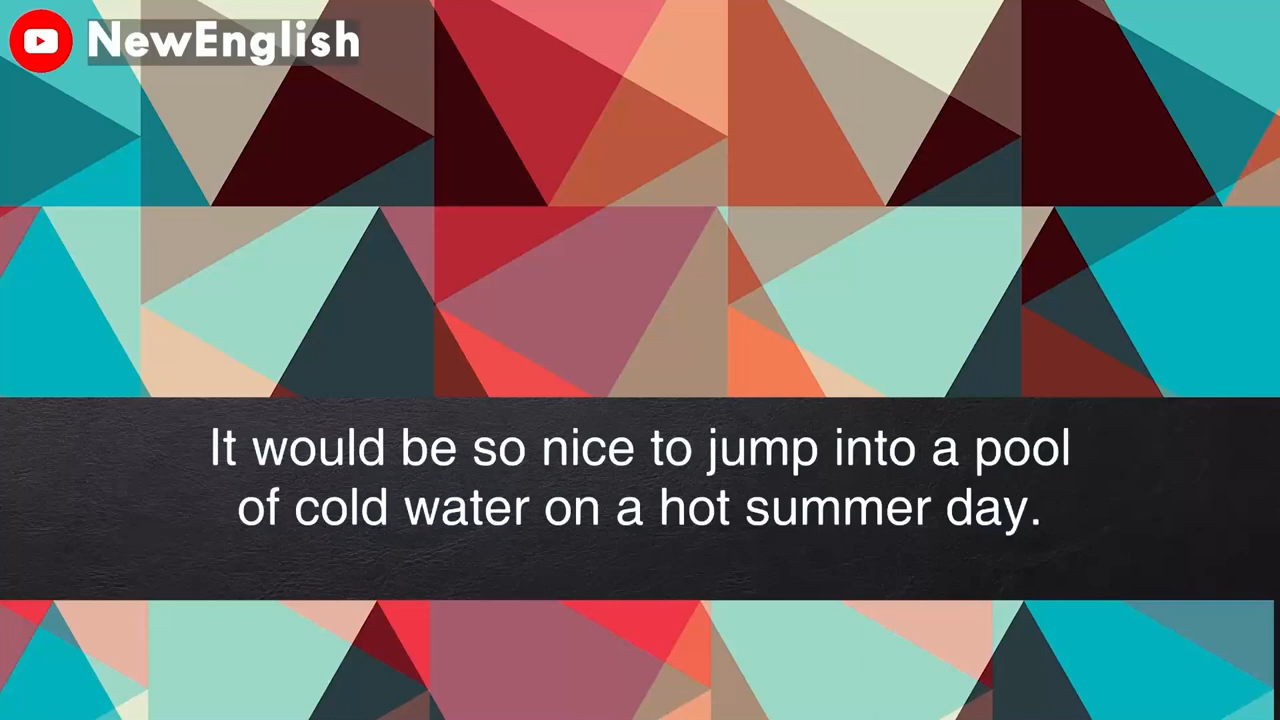 NewEnglish
It would be so nice to jump into a pool
of cold water on a hot summer day.